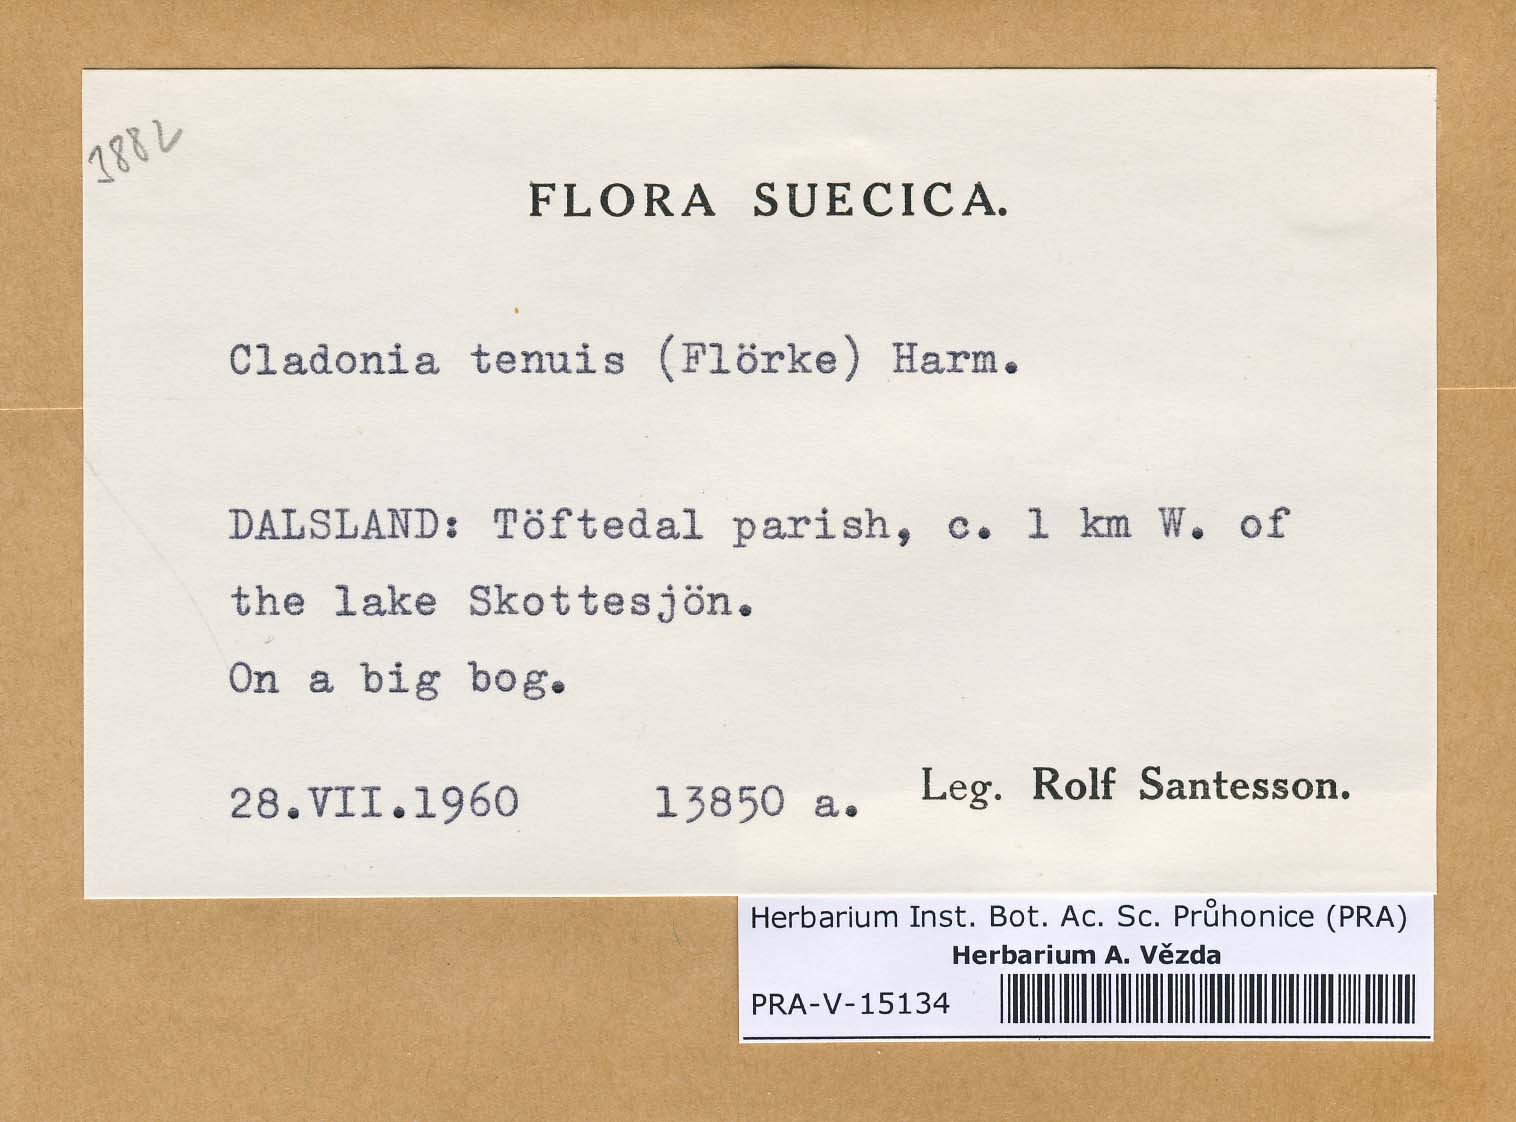 3882
FLORA SUECICA.
Cladonia tenuis (Flörke) Harm.
DALSLAND: Töftedal parish, c. 1 km W. of
the lake Skottesjön.
On a big bog.
28.VII.1960 13850 a. Leg. Rolf Santesson.
Herbarium Inst. Bot. Ac. Sc. Průhonice (PRA)
Herbarium A. Vězda
PRA-V-15134